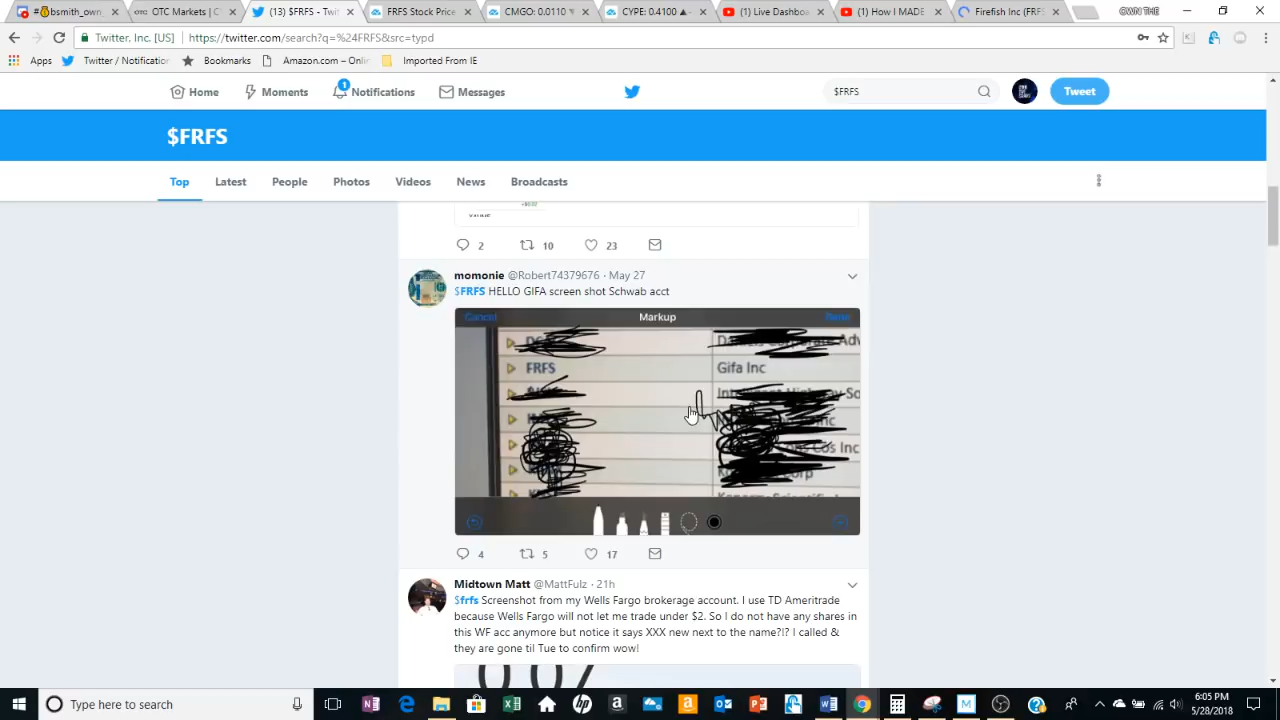 #💰bsmith_own_
OTC Markets | C
(13) $FRFS - Twi
FRFS Stock Price
CMGO: 0.0110 ▼
CYPE: 0.4100 ▲
(1) Live Dashbo
(1) How I MADE
Firefish Inc (FRF
OWN THE
Twitter, Inc. [US]
https://twitter.com/search?q=%24FRFS&src=typd
Apps
Twitter / Notification
Bookmarks
Amazon.com – Onli
Imported From IE
Home
Moments
1
Notifications
Messages
$FRFS
Tweet
$FRFS
Top
Latest
People
Photos
Videos
News
Broadcasts
2
10
23
momonie @Robert74379676 · May 27
$FRFS HELLO GIFA screen shot Schwab acct
Cancel
Markup
FRFS
Gifa Inc
4
5
17
Midtown Matt @MattFulz · 21h
$frfs Screenshot from my Wells Fargo brokerage account. I use TD Ameritrade
because Wells Fargo will not let me trade under $2. So I do not have any shares in
this WF acc anymore but notice it says XXX new next to the name?!? I called &
they are gone til Tue to confirm wow!
Type here to search
6:05 PM
5/28/2018